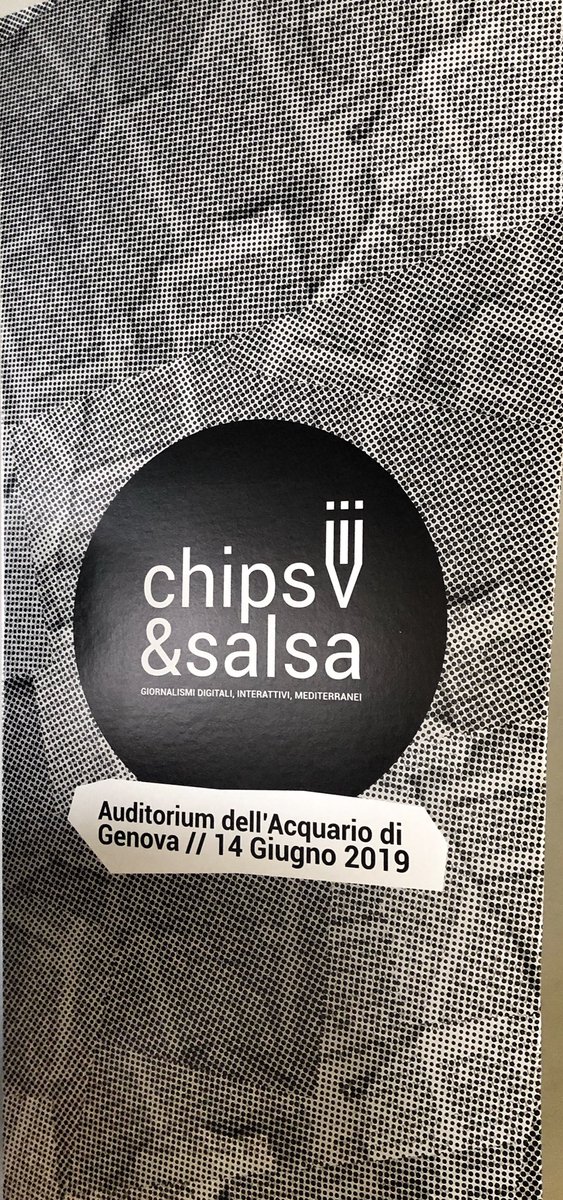 chips
&salsa
GIORNALISMI DIGITALI, INTERATTIVI, MEDITERRANEI
Auditorium dell'Acquario di
Genova // 14 Giugno 2019